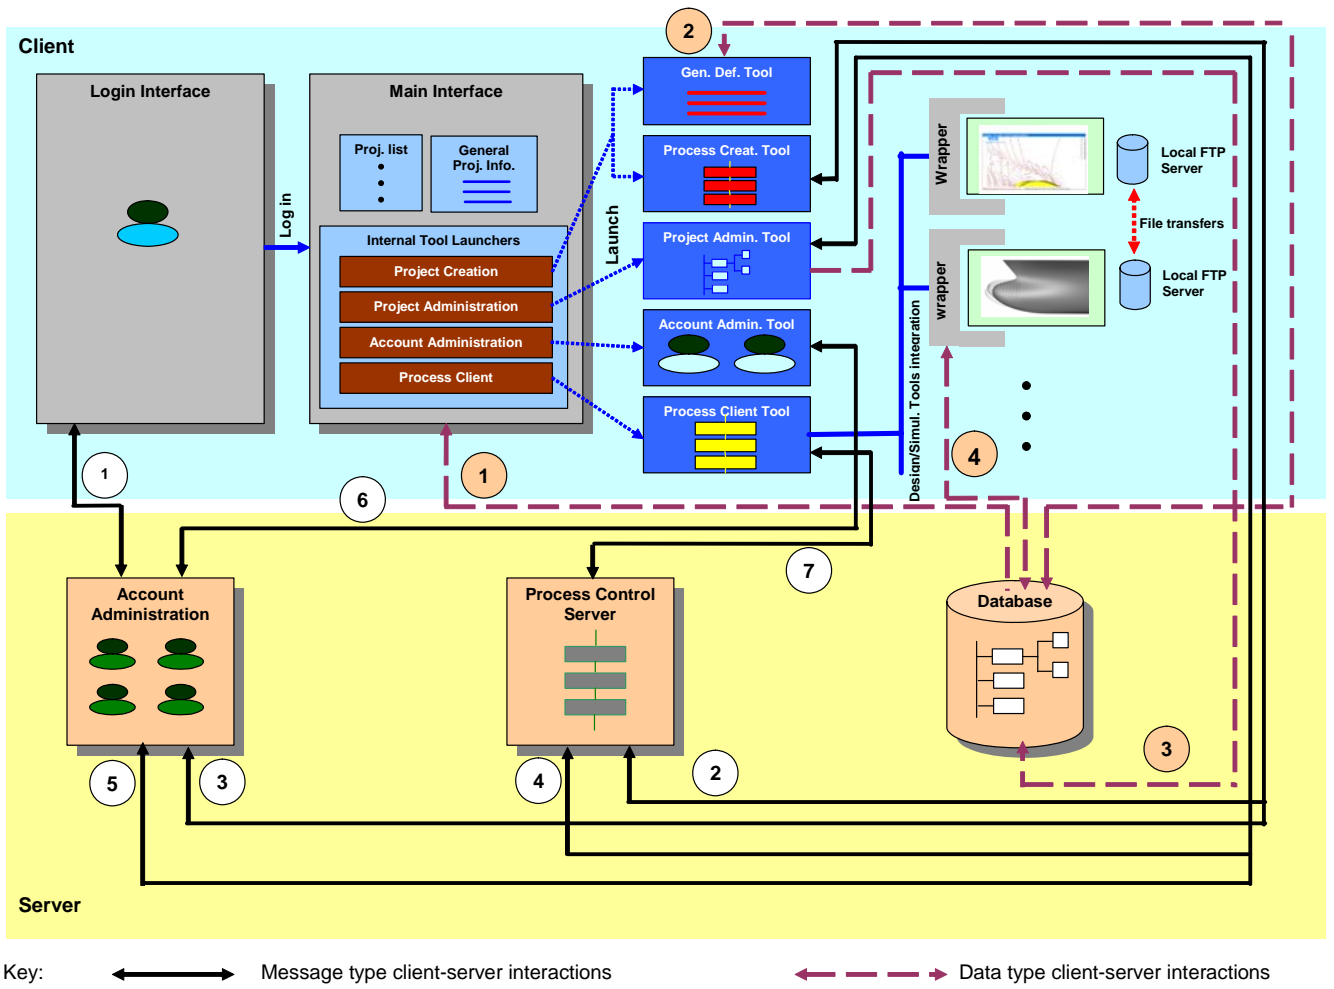 Client
2
Login Interface
Main Interface
Proj. list
General
Proj. Info.
Log in
Internal Tool Launchers
Project Creation
Project Administration
Account Administration
Process Client
Launch
Gen. Def. Tool
Process Creat. Tool
Project Admin. Tool
Account Admin. Tool
Process Client Tool
Design/Simul. Tools integration
Wrapper
Local FTP
Server
File transfers
wrapper
Local FTP
Server
1
6
1
4
7
Account
Administration
Process Control
Server
Database
5
3
4
2
3
Server
Key:
Message type client-server interactions
Data type client-server interactions